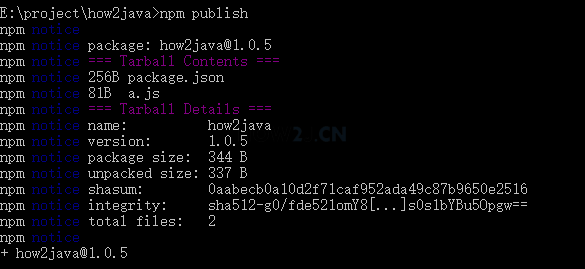 E:\project\how2java>npm publish
npm notice
npm notice package: how2java@1.0.5
npm notice === Tarball Contents ===
npm notice 256B package.json
npm notice 81B  a.js
npm notice === Tarball Details ===
npm notice name:          how2java
npm notice version:       1.0.5
npm notice package size:  344 B
npm notice unpacked size: 337 B
npm notice shasum:        0aabecb0a10d2f71caf952ada49c87b9650e2516
npm notice integrity:     sha512-g0/fde521omY8[...]s0s1bYBu5Opgw==
npm notice total files:   2
npm notice
+ how2java@1.0.5